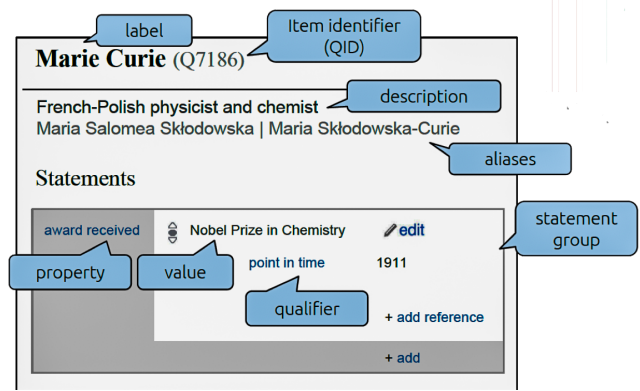 label
Item identifier
(QID)
Marie Curie (Q7186)
description
French-Polish physicist and chemist
Maria Salomea Skłodowska | Maria Skłodowska-Curie
aliases
Statements
statement
group
award received
Nobel Prize in Chemistry
edit
property
value
point in time
1911
qualifier
+ add reference
+ add